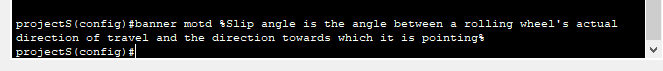 projectS(config)#banner motd %Slip angle is the angle between a rolling wheel's actual
direction of travel and the direction towards which it is pointing%
projectS(config)#